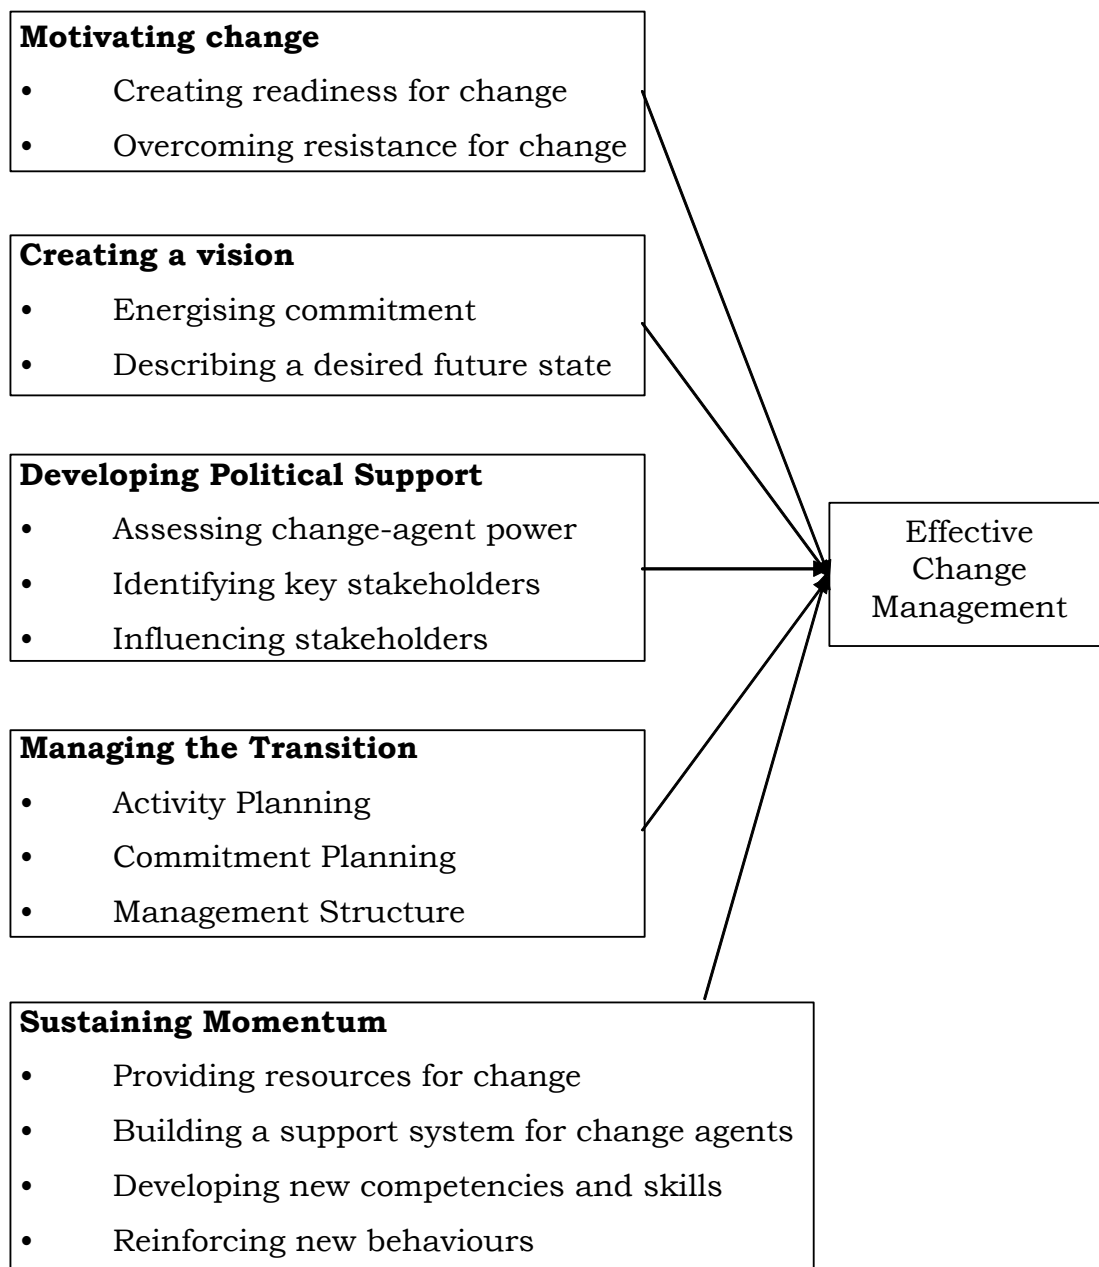 Motivating change
• Creating readiness for change
• Overcoming resistance for change
Creating a vision
• Energising commitment
• Describing a desired future state
Developing Political Support
• Assessing change-agent power
• Identifying key stakeholders
• Influencing stakeholders
Effective
Change
Management
Managing the Transition
• Activity Planning
• Commitment Planning
• Management Structure
Sustaining Momentum
• Providing resources for change
• Building a support system for change agents
• Developing new competencies and skills
• Reinforcing new behaviours